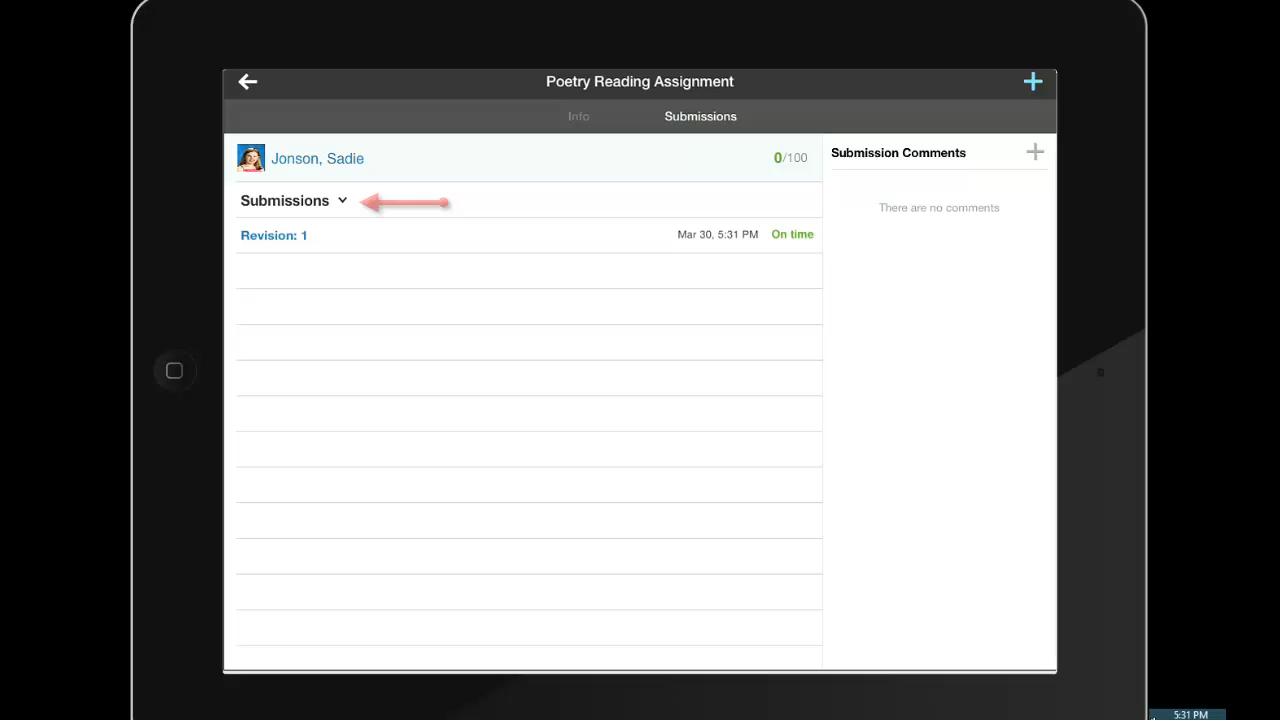 Poetry Reading Assignment
Info
Submissions
Jonson, Sadie
0/100
Submissions
Revision: 1
Mar 30, 5:31 PM
On time
Submission Comments
There are no comments
5:31 PM